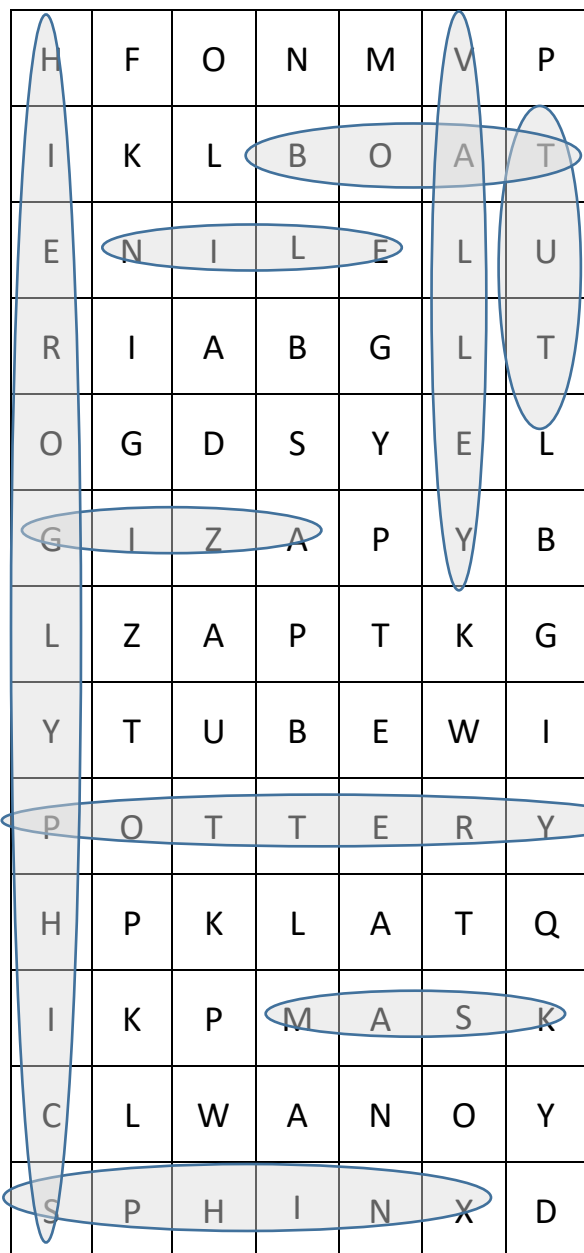 H F O N M V P
I K L B O A T
E N I L E L U
R I A B G L T
O G D S Y E L
G I Z A P Y B
L Z A P T K G
Y T U B E W I
P O T T E R Y
H P K L A T Q
I K P M A S K
C L W A N O Y
S P H I N X D